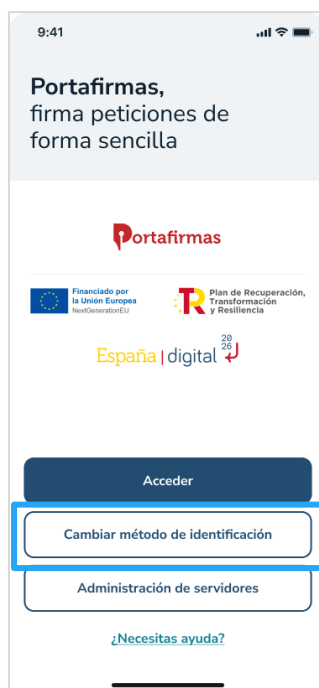 9:41
Portafirmas,
firma peticiones de
forma sencilla
Portafirmas
Financiado por
la Unión Europea
NextGenerationEU
Plan de Recuperación,
Transformación
y Resiliencia
España | digital 2026
Acceder
Cambiar método de identificación
Administración de servidores
¿Necesitas ayuda?